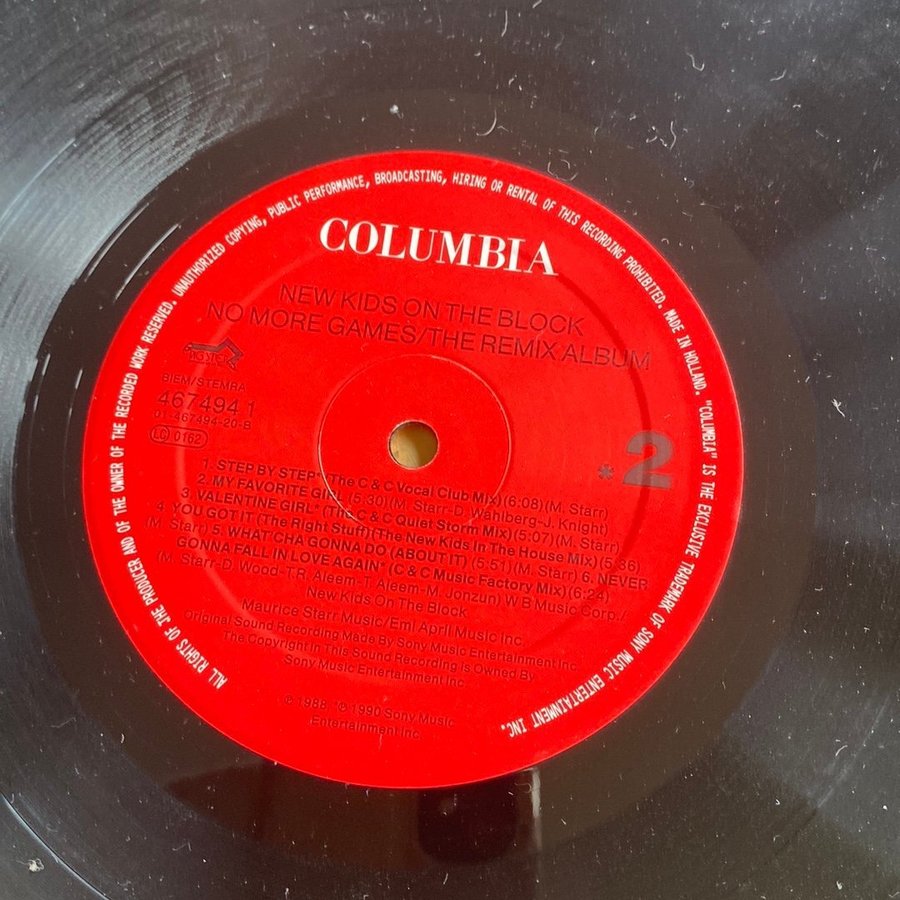 ALL RIGHTS OF THE PRODUCER AND OF THE OWNER OF THE RECORDED WORK RESERVED. UNAUTHORIIZED COPYING, PUBLIC PERFORMANCE, BROADCASTING, HIRING OR RENTAL OF THIS RECORDING PROHIBITED. MADE IN HOLLAND. "COLUMBIA" IS THE EXCLUSIVE TRADEMARK OF SONY MUSIC ENTERTAINMENT INC.
COLUMBIA
NEW KIDS ON THE BLOCK
NO MORE GAMES/THE REMIX ALBUM
BIEM/STEMRA
467494 1
01-467494-20-B
LC 0162
*2
1. STEP BY STEP* (The C & C Vocal Club Mix)(6:08)(M. Starr)
2. MY FAVORITE GIRL (5:30)(M. Starr-D. Wahlberg-J. Knight)
3. VALENTINE GIRL* (The C & C Quiet Storm Mix)(5:07)(M. Starr)
4. YOU GOT IT (The Right Stuff)(The New Kids In The House Mix)(5:36)
(M. Starr) 5. WHAT'CHA GONNA DO (ABOUT IT) (5:51)(M. Starr) 6. NEVER
GONNA FALL IN LOVE AGAIN* (C & C Music Factory Mix)(6:24)
(M. Starr-D. Wood-T.R. Aleem-T. Aleem-M. Jonzun) W B Music Corp./
New Kids On The Block
Maurice Starr Music/Emi April Music Inc.
original Sound Recording Made By Sony Music Entertainment Inc.
The Copyright In This Sound Recording is Owned By
Sony Music Entertainment Inc.
℗ 1988 *℗ 1990 Sony Music
Entertainment Inc.